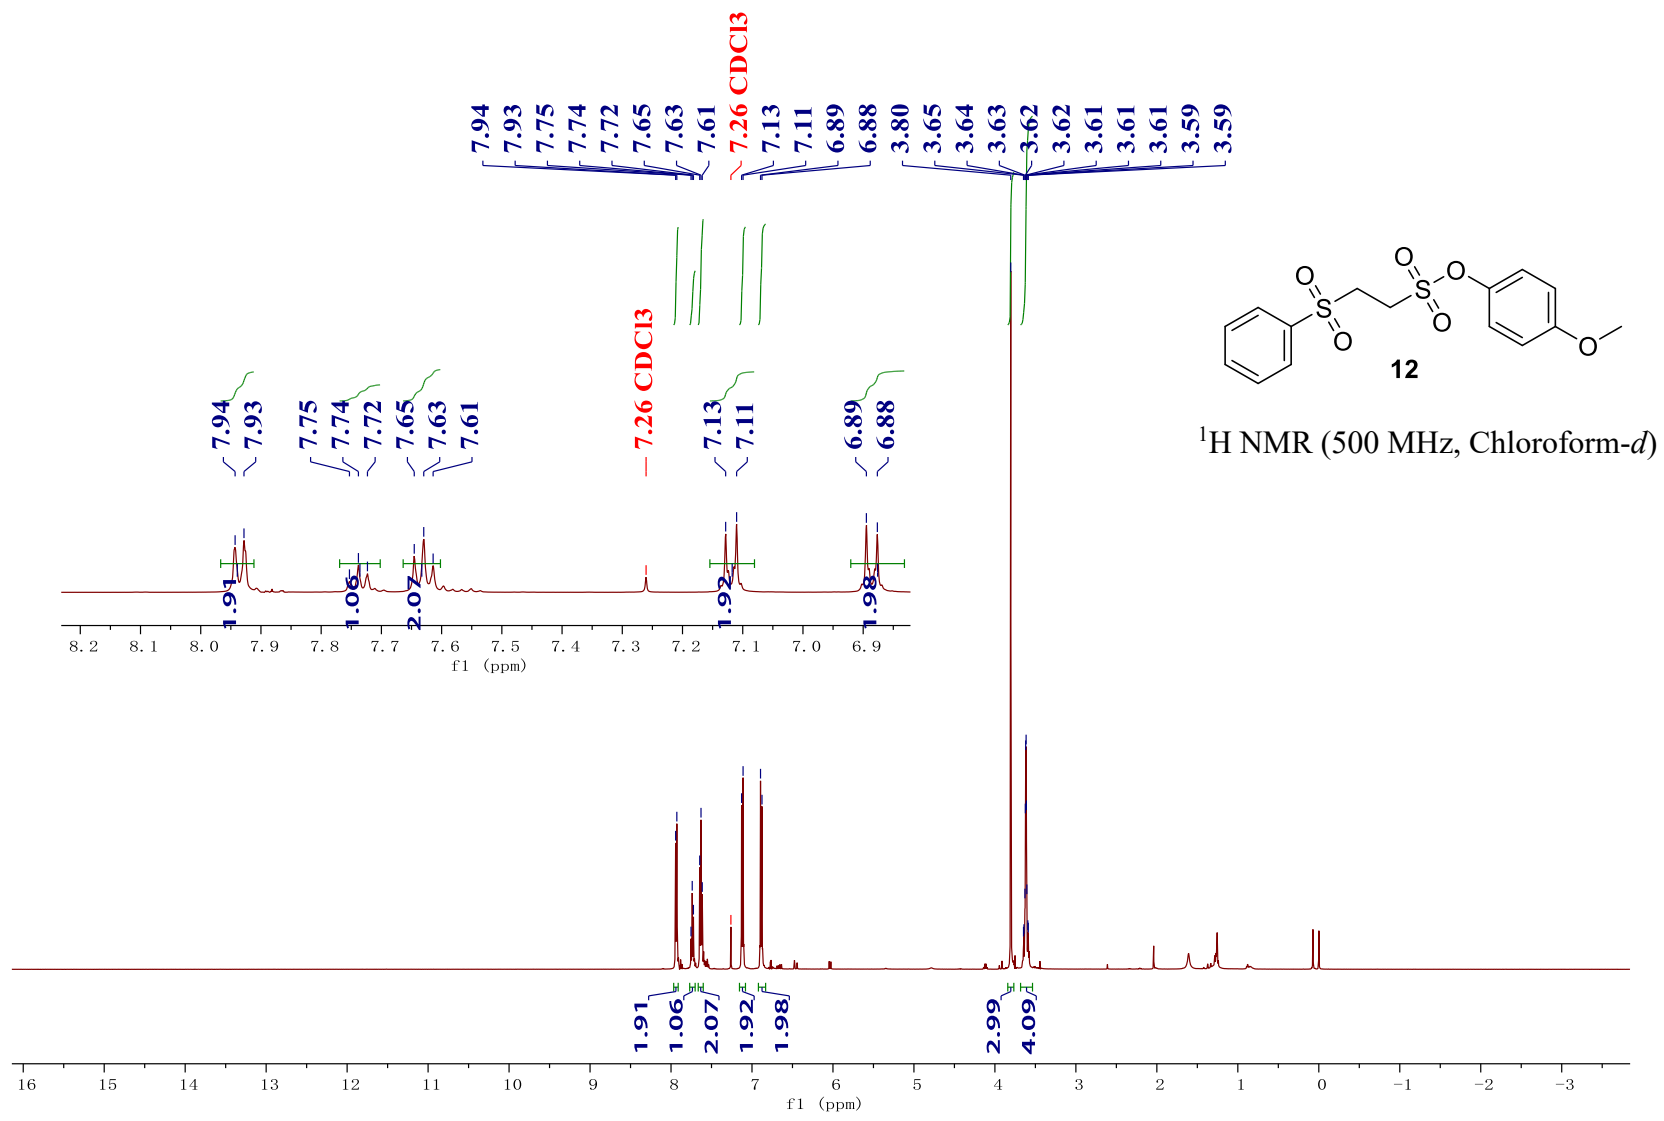 7.94 7.93 7.75 7.74 7.72 7.65 7.63 7.61 7.26 CDCl3 7.13 7.11 6.89 6.88 3.80 3.65 3.64 3.63 3.62 3.62 3.61 3.61 3.61 3.59 3.59
O
O
S
O
S
O
O
O
12
¹H NMR (500 MHz, Chloroform-d)
7.94 7.93 7.75 7.74 7.72 7.65 7.63 7.61 7.26 CDCl3 7.13 7.11 6.89 6.88
1.91 1.06 2.07 1.92 1.98
8.2 8.1 8.0 7.9 7.8 7.7 7.6 7.5 7.4 7.3 7.2 7.1 7.0 6.9
f1 (ppm)
1.91 1.06 2.07 1.92 1.98 2.99 4.09
16 15 14 13 12 11 10 9 8 7 6 5 4 3 2 1 0 -1 -2 -3
f1 (ppm)